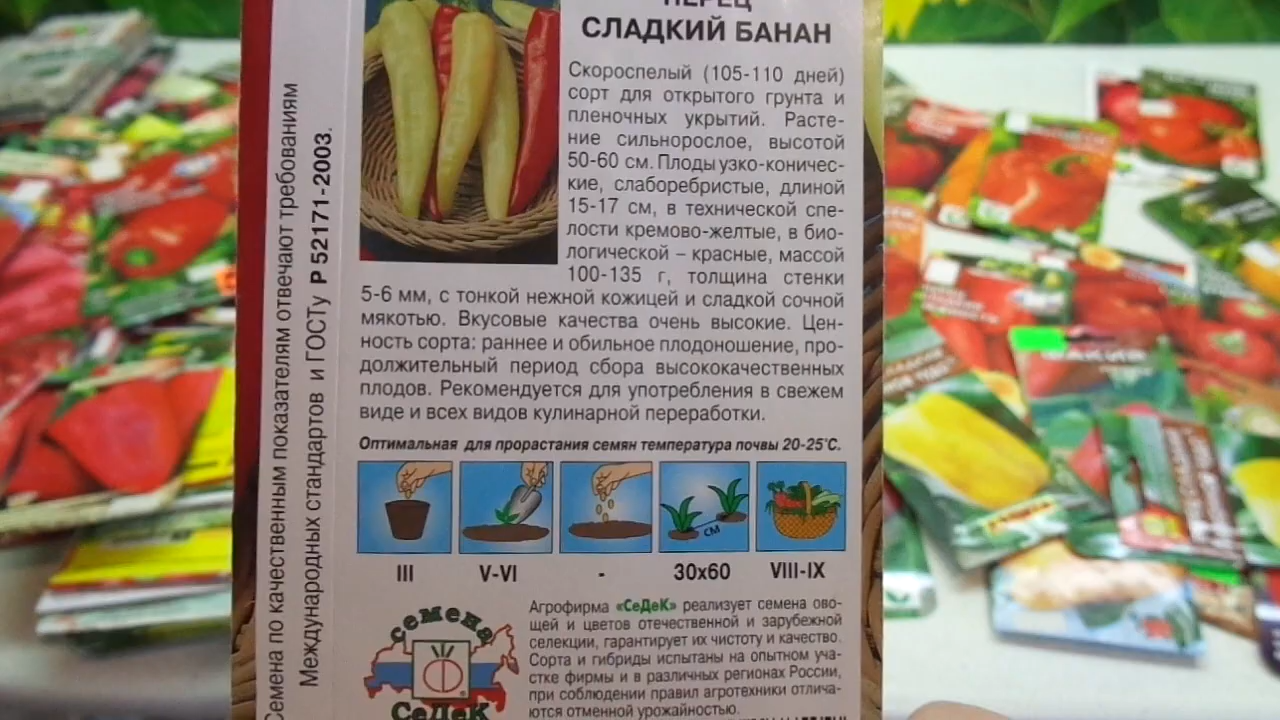 ПЕРЕЦ
СЛАДКИЙ БАНАН
Скороспелый (105-110 дней)
сорт для открытого грунта и
пленочных укрытий. Расте-
ние сильнорослое, высотой
50-60 см. Плоды узко-коничес-
кие, слаборебристые, длиной
15-17 см, в технической спе-
лости кремово-желтые, в био-
логической – красные, массой
100-135 г, толщина стенки
5-6 мм, с тонкой нежной кожицей и сладкой сочной
мякотью. Вкусовые качества очень высокие. Цен-
ность сорта: раннее и обильное плодоношение, про-
должительный период сбора высококачественных
плодов. Рекомендуется для употребления в свежем
виде и всех видов кулинарной переработки.
Оптимальная для прорастания семян температура почвы 20-25°С.
см
III V-VI - 30х60 VIII-IX
семена
СеДеК
Агрофирма «СеДеК» реализует семена ово-
щей и цветов отечественной и зарубежной
селекции, гарантирует их чистоту и качество.
Сорта и гибриды испытаны на опытном уча-
стке фирмы и в различных регионах России,
при соблюдении правил агротехники отлича-
ются отменной урожайностью.
Семена по качественным показателям отвечают требованиям
Международных стандартов и ГОСТу Р 52171-2003.